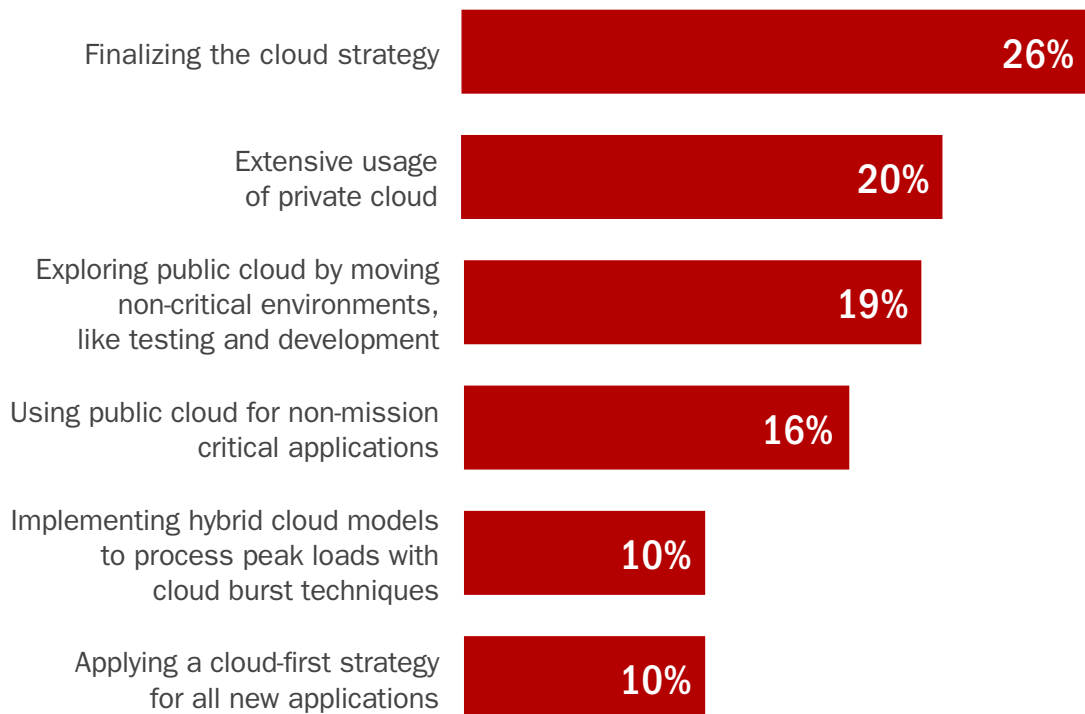 Finalizing the cloud strategy
26%
Extensive usage
of private cloud
20%
Exploring public cloud by moving
non-critical environments,
like testing and development
19%
Using public cloud for non-mission
critical applications
16%
Implementing hybrid cloud models
to process peak loads with
cloud burst techniques
10%
Applying a cloud-first strategy
for all new applications
10%